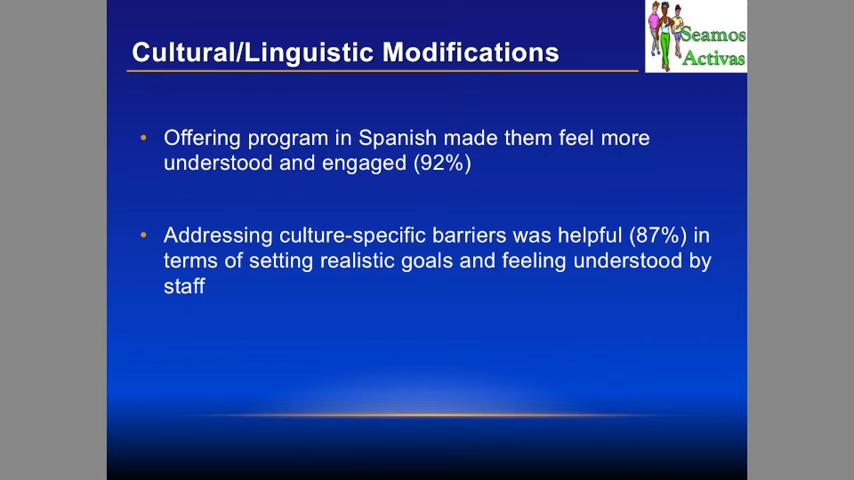 Cultural/Linguistic Modifications
Seamos
Activas
• Offering program in Spanish made them feel more
understood and engaged (92%)
• Addressing culture-specific barriers was helpful (87%) in
terms of setting realistic goals and feeling understood by
staff